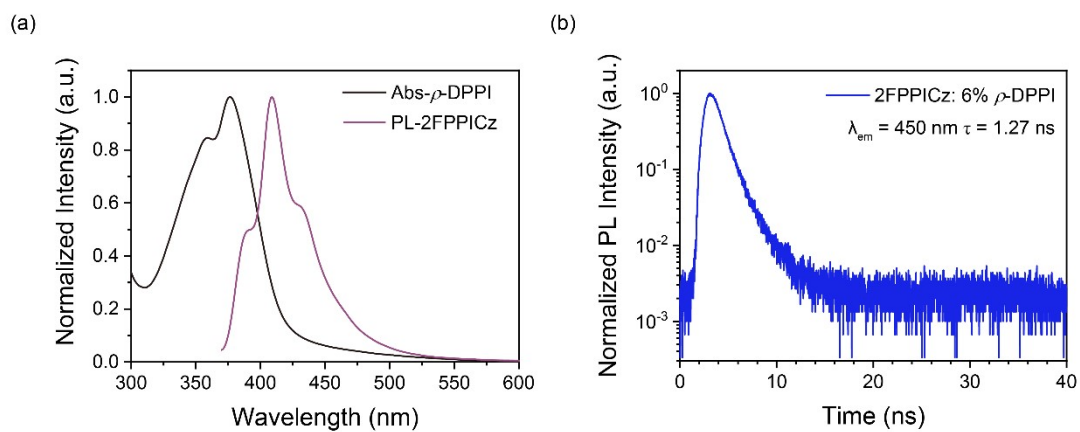 (a)
Normalized Intensity (a.u.)
1.0
0.8
0.6
0.4
0.2
0.0
Abs-ρ-DPPI
PL-2FPPICz
300 350 400 450 500 550 600
Wavelength (nm)
(b)
Normalized PL Intensity (a.u.)
10⁰
10⁻¹
10⁻²
10⁻³
2FPPICz: 6% ρ-DPPI
λem = 450 nm τ = 1.27 ns
0 10 20 30 40
Time (ns)